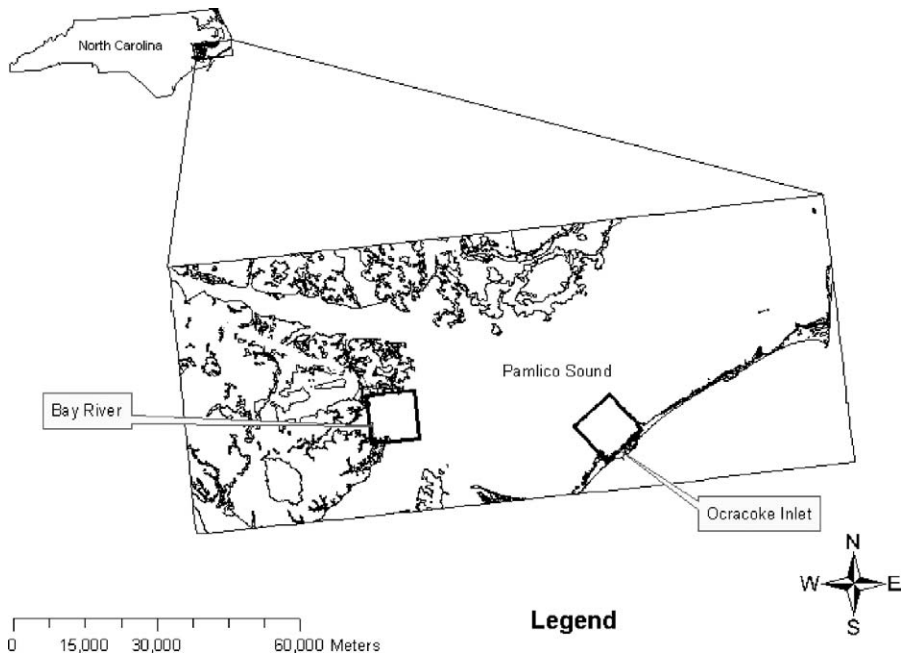 North Carolina
Pamlico Sound
Bay River
Ocracoke Inlet
N
W E
S
Legend
0 15,000 30,000 60,000 Meters